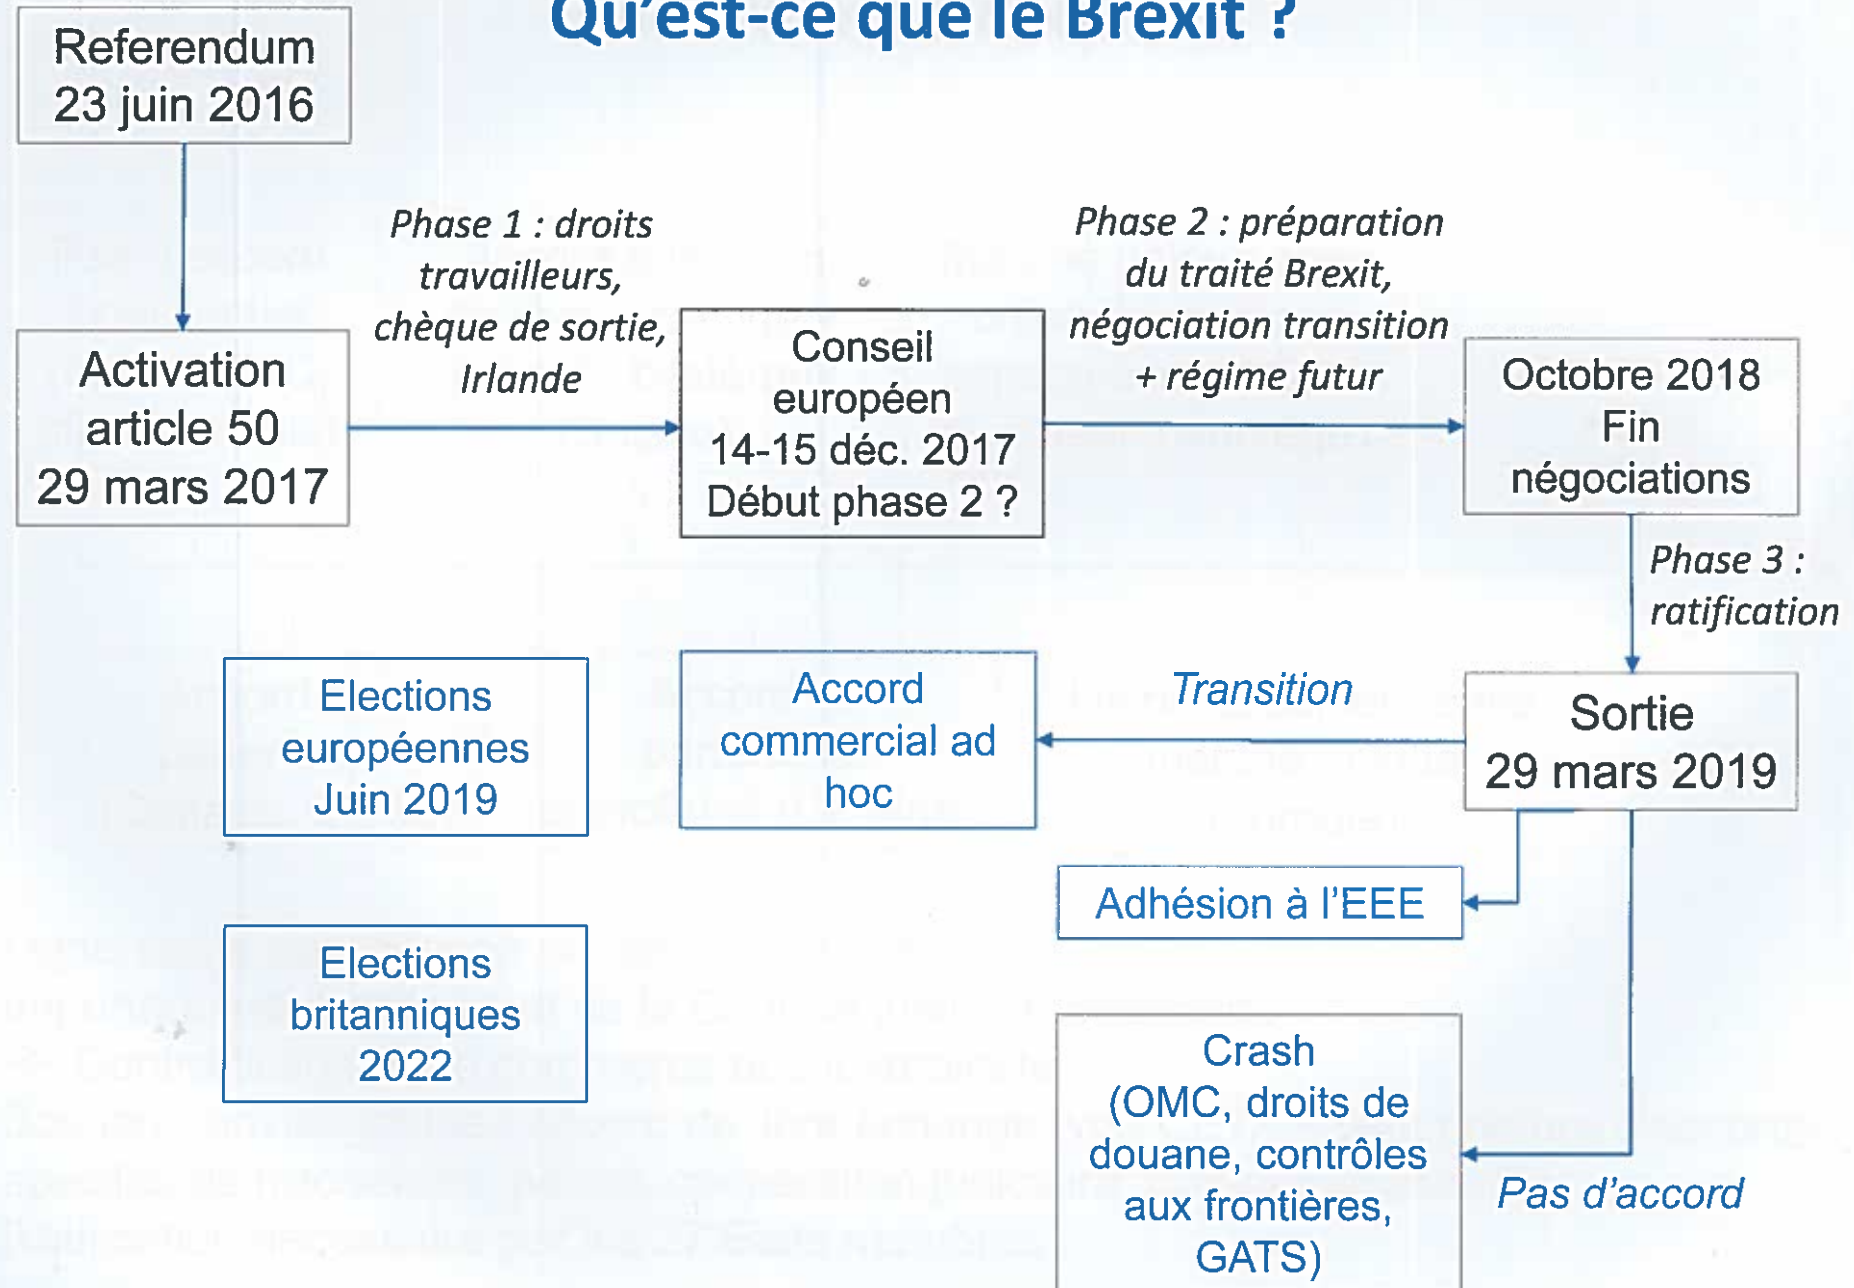 Qu'est-ce que le Brexit ?
Referendum
23 juin 2016
Phase 1 : droits
travailleurs,
chèque de sortie,
Irlande
Phase 2 : préparation
du traité Brexit,
négociation transition
+ régime futur
Activation
article 50
29 mars 2017
Conseil
européen
14-15 déc. 2017
Début phase 2 ?
Octobre 2018
Fin
négociations
Phase 3 :
ratification
Elections
européennes
Juin 2019
Accord
commercial ad
hoc
Transition
Sortie
29 mars 2019
Adhésion à l'EEE
Elections
britanniques
2022
Crash
(OMC, droits de
douane, contrôles
aux frontières,
GATS)
Pas d'accord